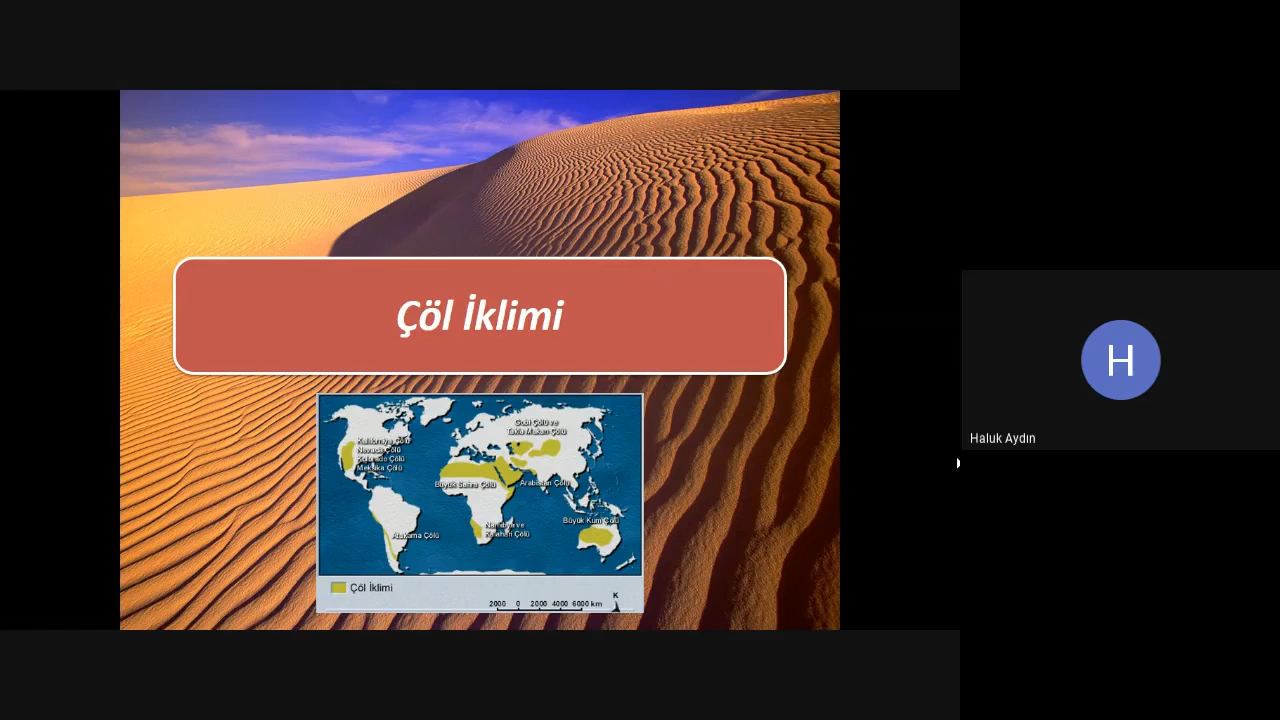 Çöl İklimi
Gobi Çölü ve
Takla Makan Çölü
Kaliforniya Çölü
Nevada Çölü
Kolorado Çölü
Meksika Çölü
Büyük Sahra Çölü
Arabistan Çölü
Namibya ve
Kalahari Çölü
Büyük Kum Çölü
Atakama Çölü
Çöl İklimi
K
2000 0 2000 4000 6000 km
H
Haluk Aydın